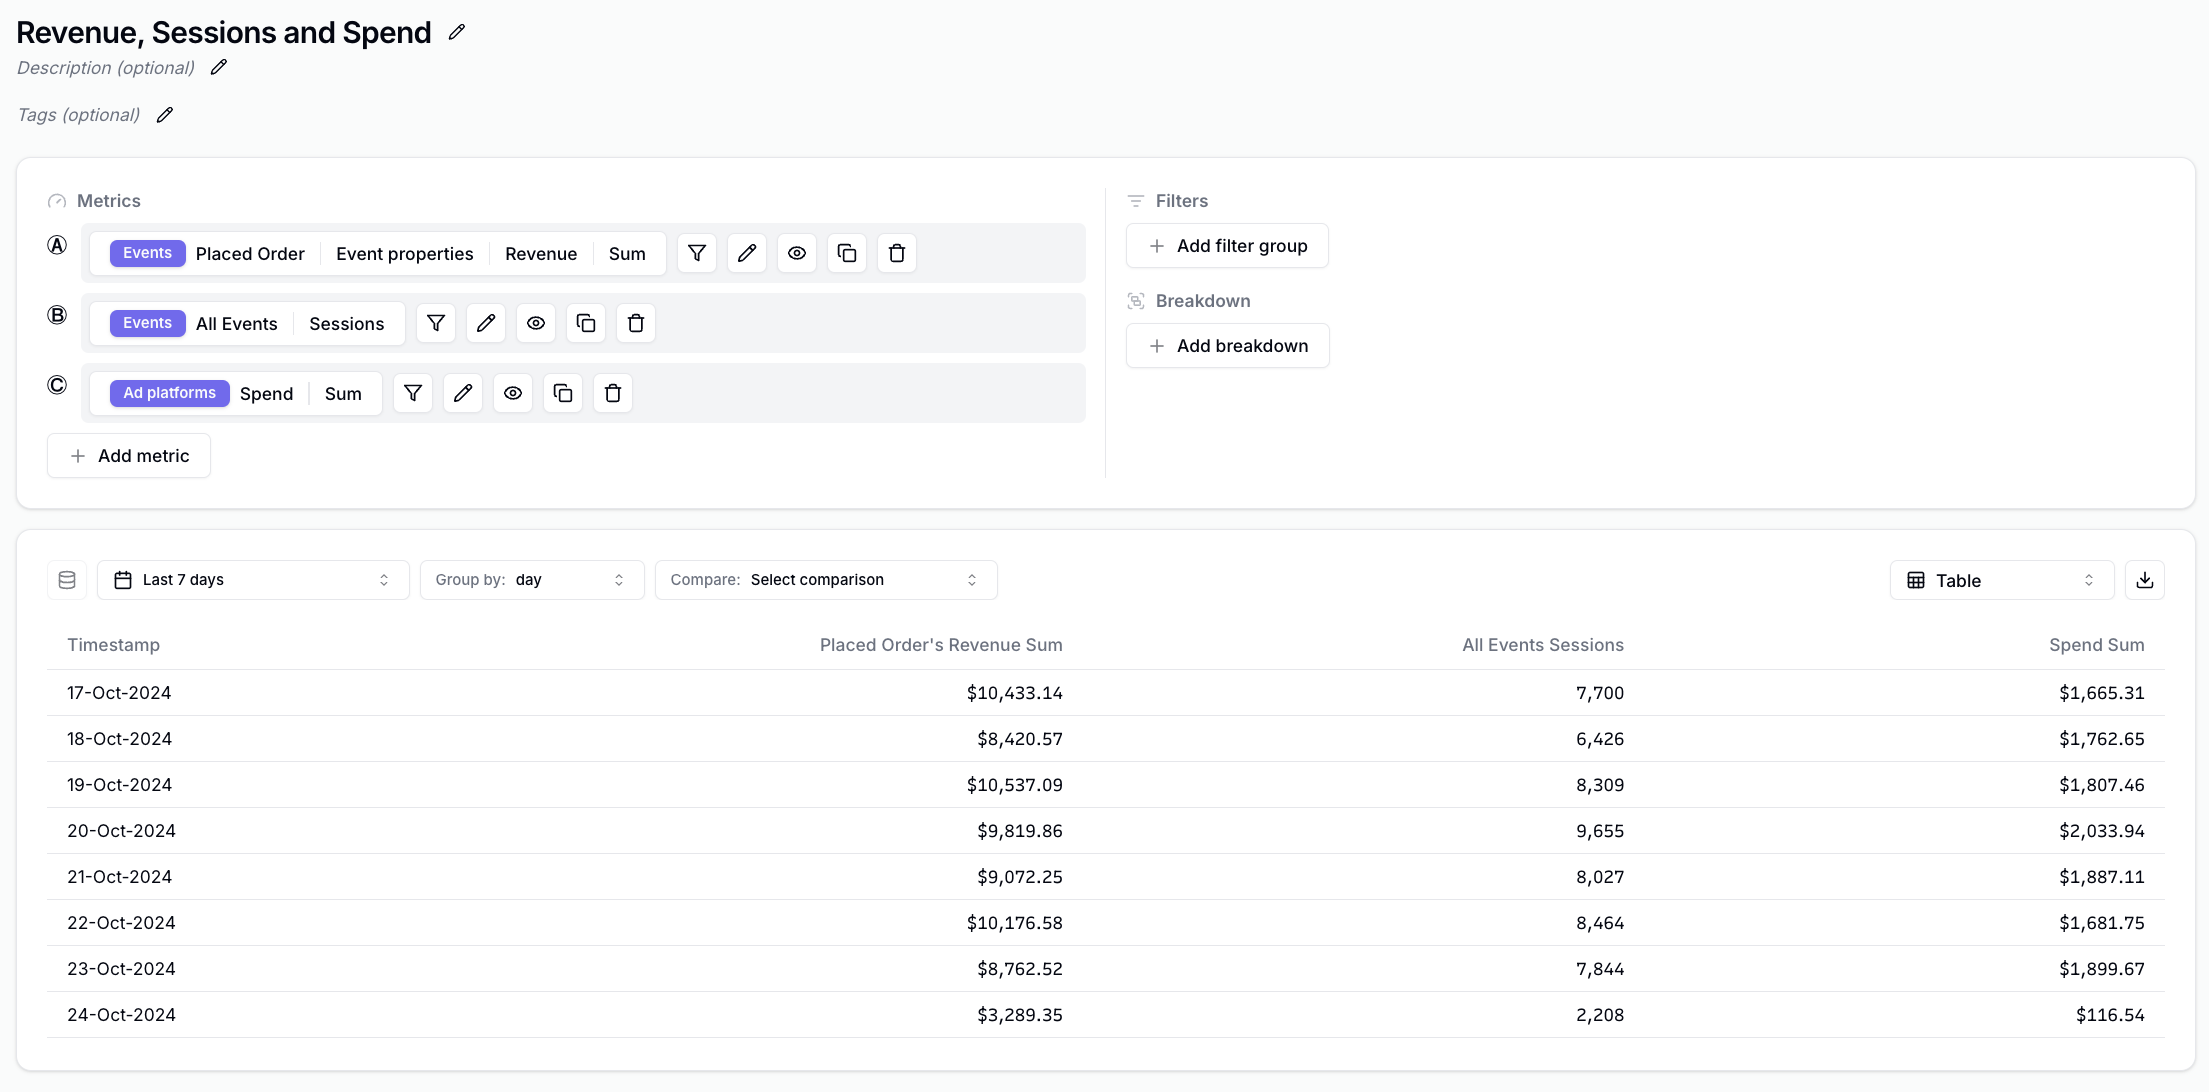 Revenue, Sessions and Spend
Description (optional)
Tags (optional)
Metrics
A Events Placed Order Event properties Revenue Sum
B Events All Events Sessions
C Ad platforms Spend Sum
Add metric
Filters
Add filter group
Breakdown
Add breakdown
Last 7 days Group by: day Compare: Select comparison Table
Timestamp Placed Order's Revenue Sum All Events Sessions Spend Sum
17-Oct-2024 $10,433.14 7,700 $1,665.31
18-Oct-2024 $8,420.57 6,426 $1,762.65
19-Oct-2024 $10,537.09 8,309 $1,807.46
20-Oct-2024 $9,819.86 9,655 $2,033.94
21-Oct-2024 $9,072.25 8,027 $1,887.11
22-Oct-2024 $10,176.58 8,464 $1,681.75
23-Oct-2024 $8,762.52 7,844 $1,899.67
24-Oct-2024 $3,289.35 2,208 $116.54